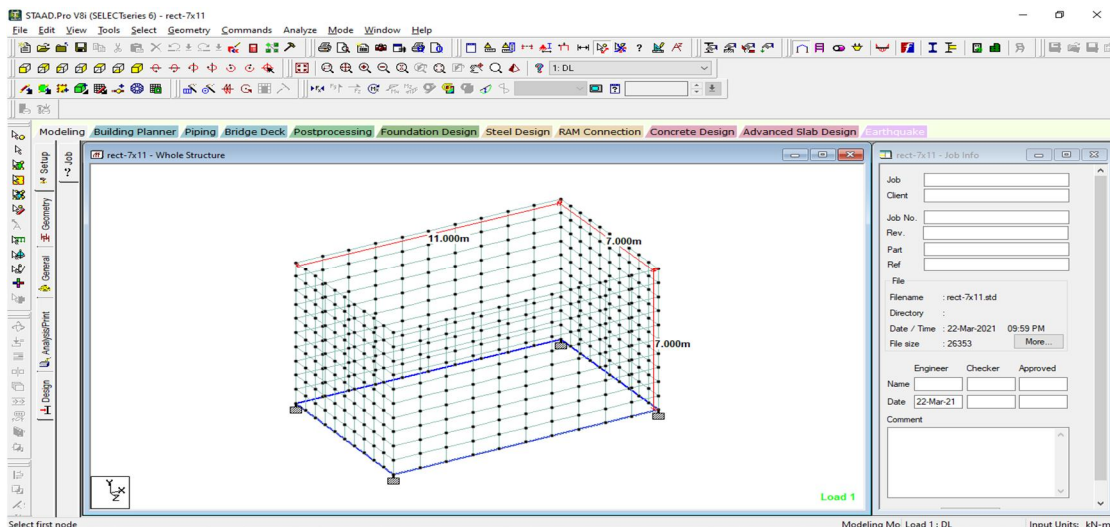 STAAD.Pro V8i (SELECTseries 6) - rect-7x11
File Edit View Tools Select Geometry Commands Analyze Mode Window Help
1: DL
Modeling Building Planner Piping Bridge Deck Postprocessing Foundation Design Steel Design RAM Connection Concrete Design Advanced Slab Design Earthquake
Setup
Geometry
General
Analysis/Print
Design
Job
rect-7x11 - Whole Structure
11.000m
7.000m
7.000m
Y
X
Z
Load 1
rect-7x11 - Job Info
Job
Client
Job No.
Rev.
Part
Ref
File
Filename : rect-7x11.std
Directory :
Date / Time : 22-Mar-2021 09:59 PM
File size : 26353 More...
Engineer Checker Approved
Name
Date 22-Mar-21
Comment
Select first node
Modeling Mo Load 1 : DL Input Units: kN-m